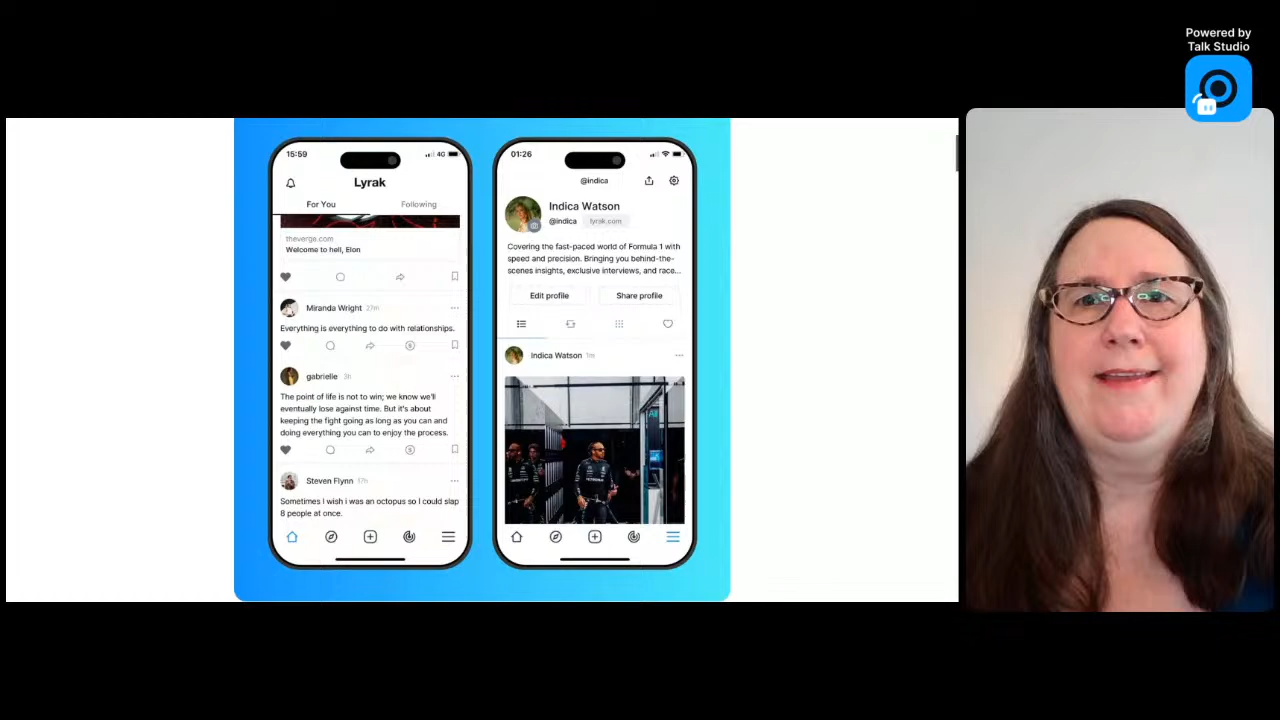 Powered by
Talk Studio
15:59
4G
Lyrak
For You
Following
theverge.com
Welcome to hell, Elon
Miranda Wright 27m
Everything is everything to do with relationships.
gabrielle 3h
The point of life is not to win; we know we'll
eventually lose against time. But it's about
keeping the fight going as long as you can and
doing everything you can to enjoy the process.
Steven Flynn 17h
Sometimes I wish i was an octopus so I could slap
8 people at once.
01:26
@indica
Indica Watson
@indica lyrak.com
Covering the fast-paced world of Formula 1 with
speed and precision. Bringing you behind-the-
scenes insights, exclusive interviews, and race...
Edit profile
Share profile
Indica Watson 1m